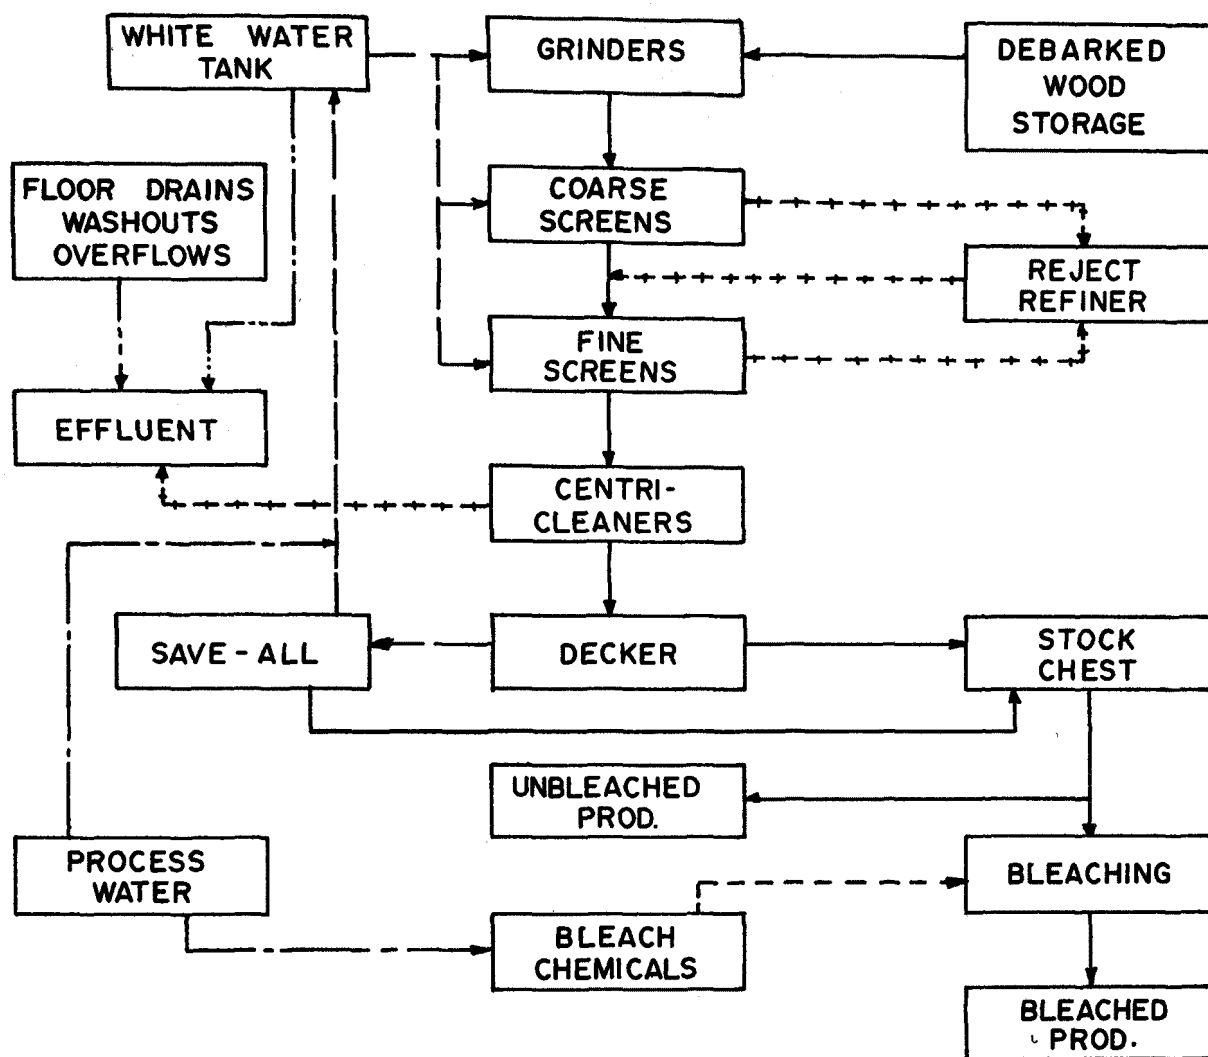 WHITE WATER
TANK
GRINDERS
DEBARKED
WOOD
STORAGE
FLOOR DRAINS
WASHOUTS
OVERFLOWS
COARSE
SCREENS
REJECT
REFINER
FINE
SCREENS
EFFLUENT
CENTRI-
CLEANERS
SAVE-ALL
DECKER
STOCK
CHEST
UNBLEACHED
PROD.
PROCESS
WATER
BLEACHING
BLEACH
CHEMICALS
BLEACHED
PROD.